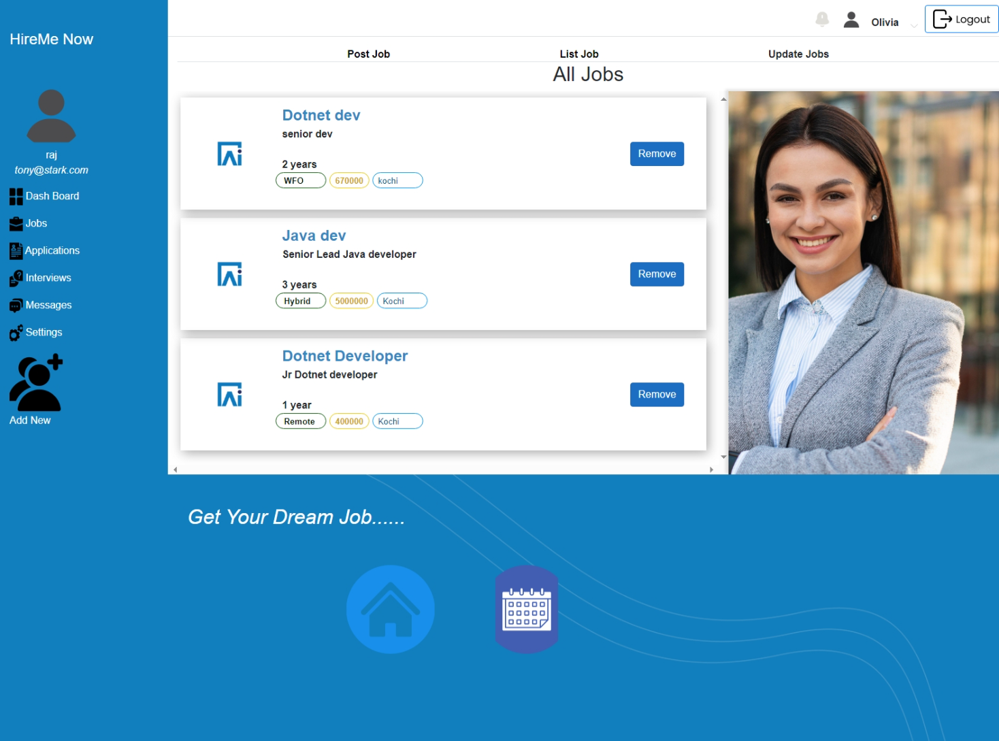 HireMe Now
raj
tony@stark.com
Dash Board
Jobs
Applications
Interviews
Messages
Settings
Add New
Olivia
Logout
Post Job
List Job
Update Jobs
All Jobs
Dotnet dev
senior dev
2 years
WFO 670000 kochi
Remove
Java dev
Senior Lead Java developer
3 years
Hybrid 5000000 Kochi
Remove
Dotnet Developer
Jr Dotnet developer
1 year
Remote 400000 Kochi
Remove
Get Your Dream Job......